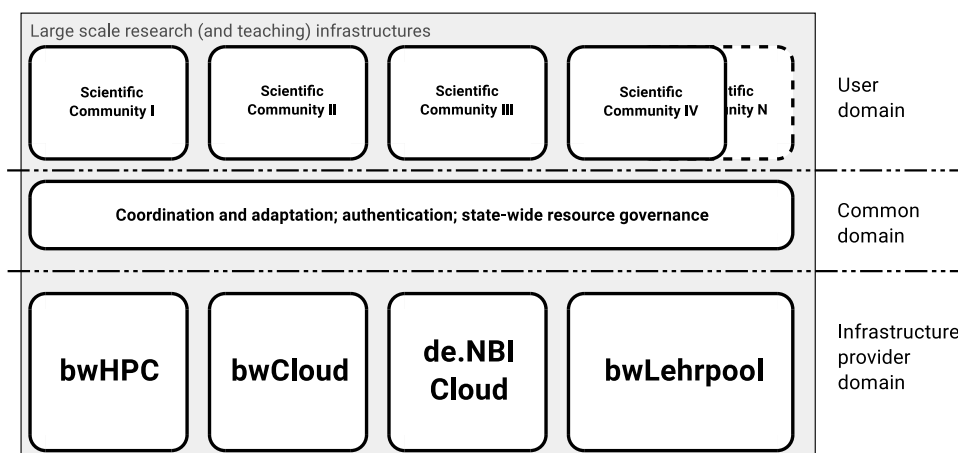 Large scale research (and teaching) infrastructures
Scientific
Community I
Scientific
Community II
Scientific
Community III
Scientific
Community IV
tific
unity N
User
domain
Coordination and adaptation; authentication; state-wide resource governance
Common
domain
bwHPC
bwCloud
de.NBI
Cloud
bwLehrpool
Infrastructure
provider
domain